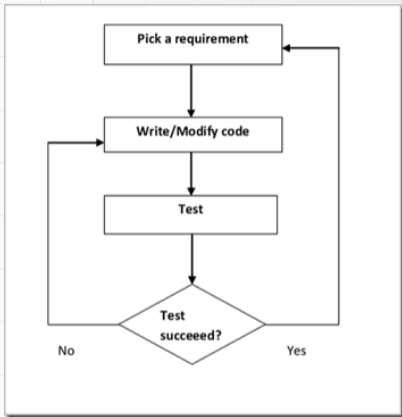 Pick a requirement
Write/Modify code
Test
Test
succeeed?
No
Yes